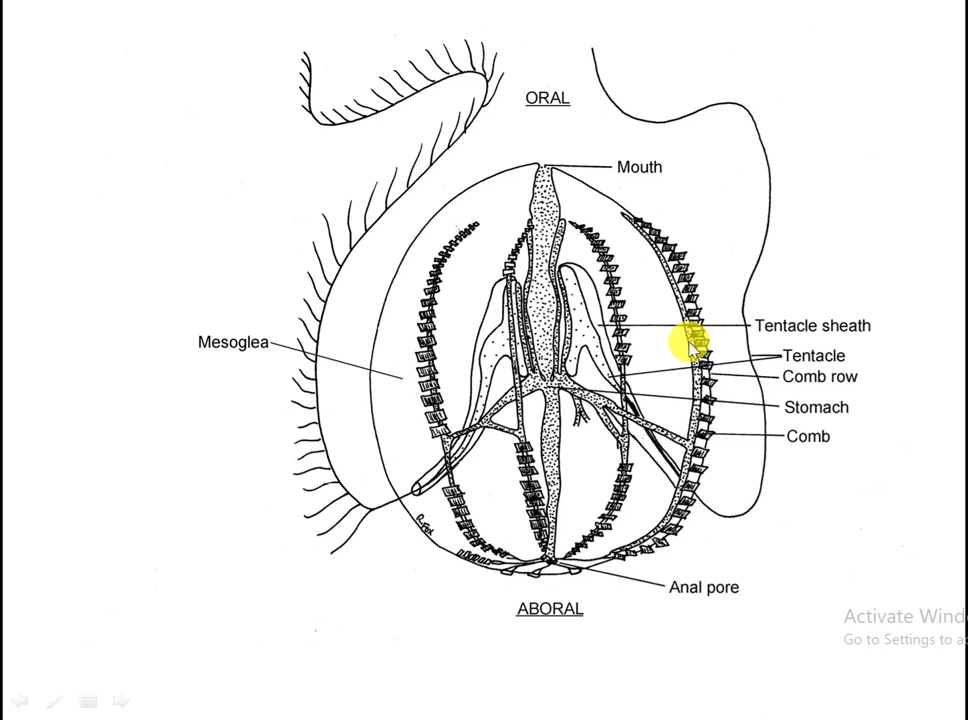 ORAL
Mouth
Tentacle sheath
Mesoglea
Tentacle
Comb row
Stomach
Comb
R.Fox
Anal pore
ABORAL
Activate Wind
Go to Settings to a